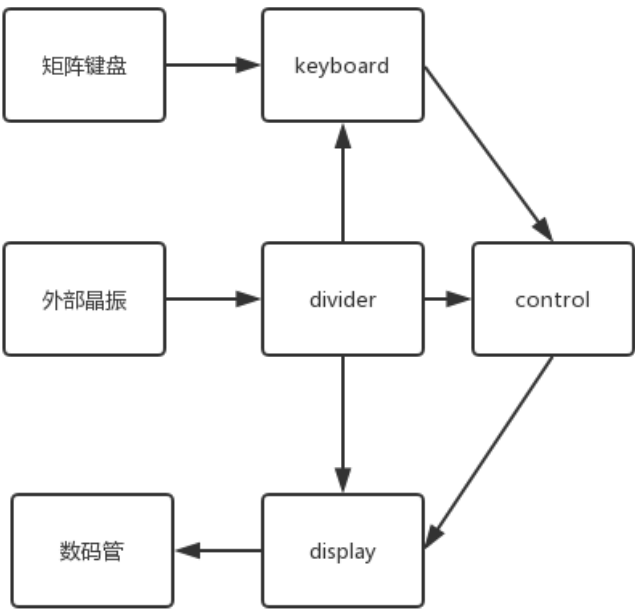 矩阵键盘
keyboard
外部晶振
divider
control
数码管
display